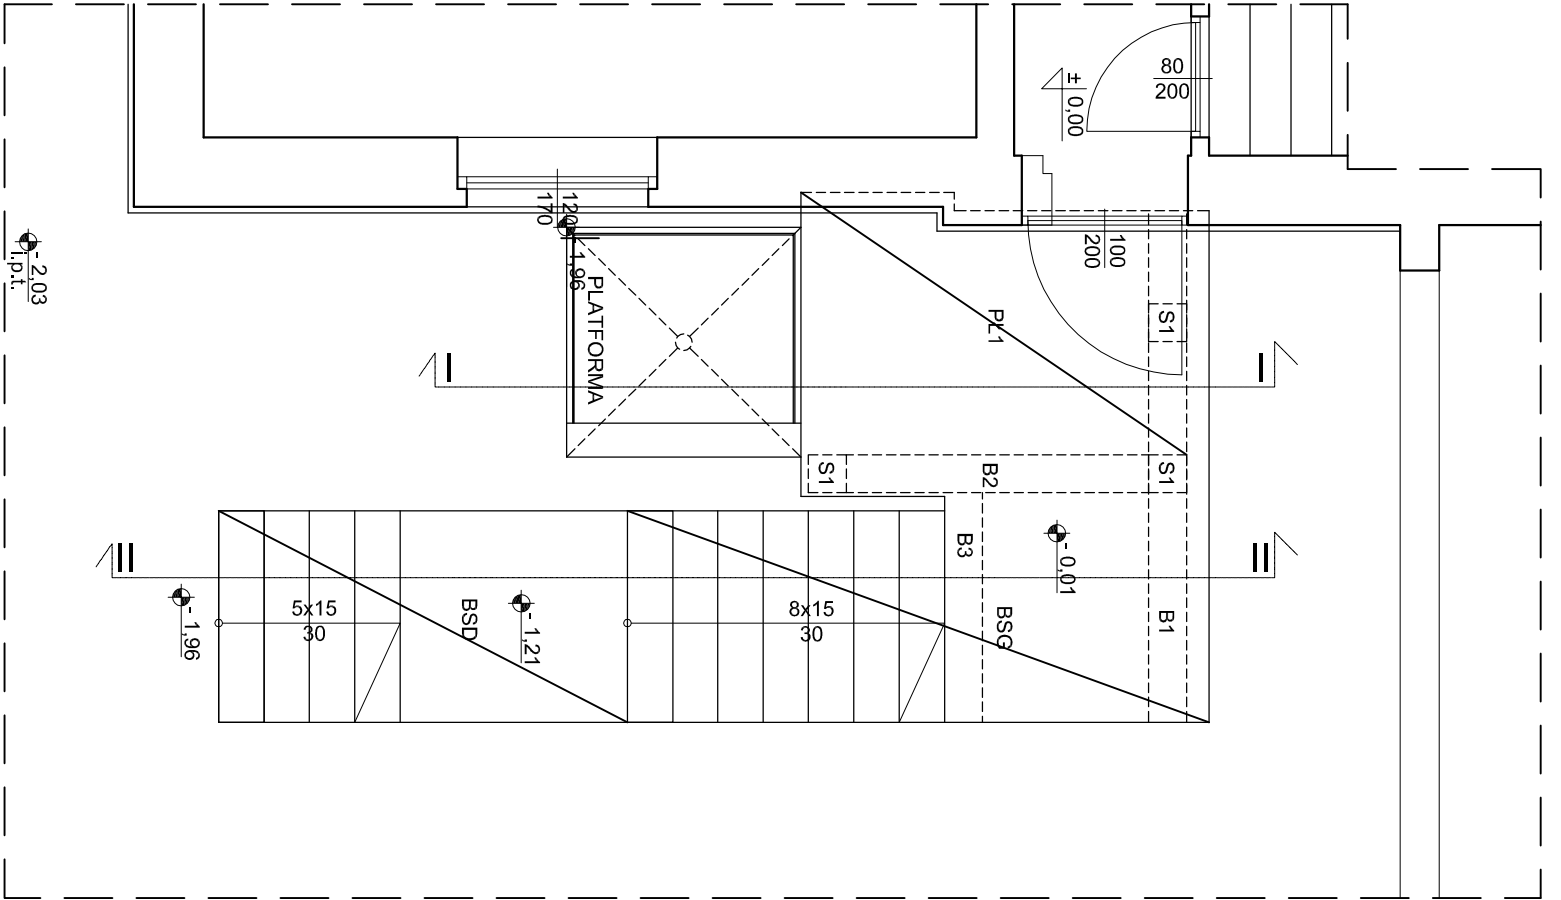 80
200
± 0,00
120
170
- 1,96
PLATFORMA
100
200
- 2,03
i.p.t.
S1
PL1
I
I
S1
B2
S1
B3
- 0,01
II
II
5x15
30
BSD
- 1,21
8x15
30
BSG
B1
- 1,96